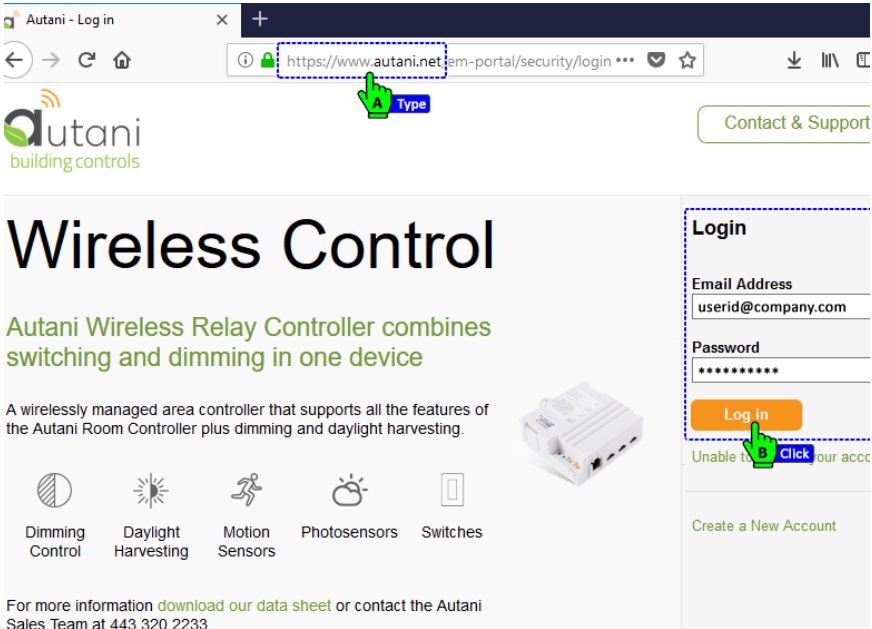 Autani - Log in
https://www.autani.net/em-portal/security/login
A Type
autani
building controls
Contact & Support
Wireless Control
Login
Email Address
userid@company.com
Autani Wireless Relay Controller combines
switching and dimming in one device
Password
**********
A wirelessly managed area controller that supports all the features of
the Autani Room Controller plus dimming and daylight harvesting.
Log in
B Click
Unable to your acco
Dimming
Control
Daylight
Harvesting
Motion
Sensors
Photosensors
Switches
Create a New Account
For more information download our data sheet or contact the Autani
Sales Team at 443.320.2233.